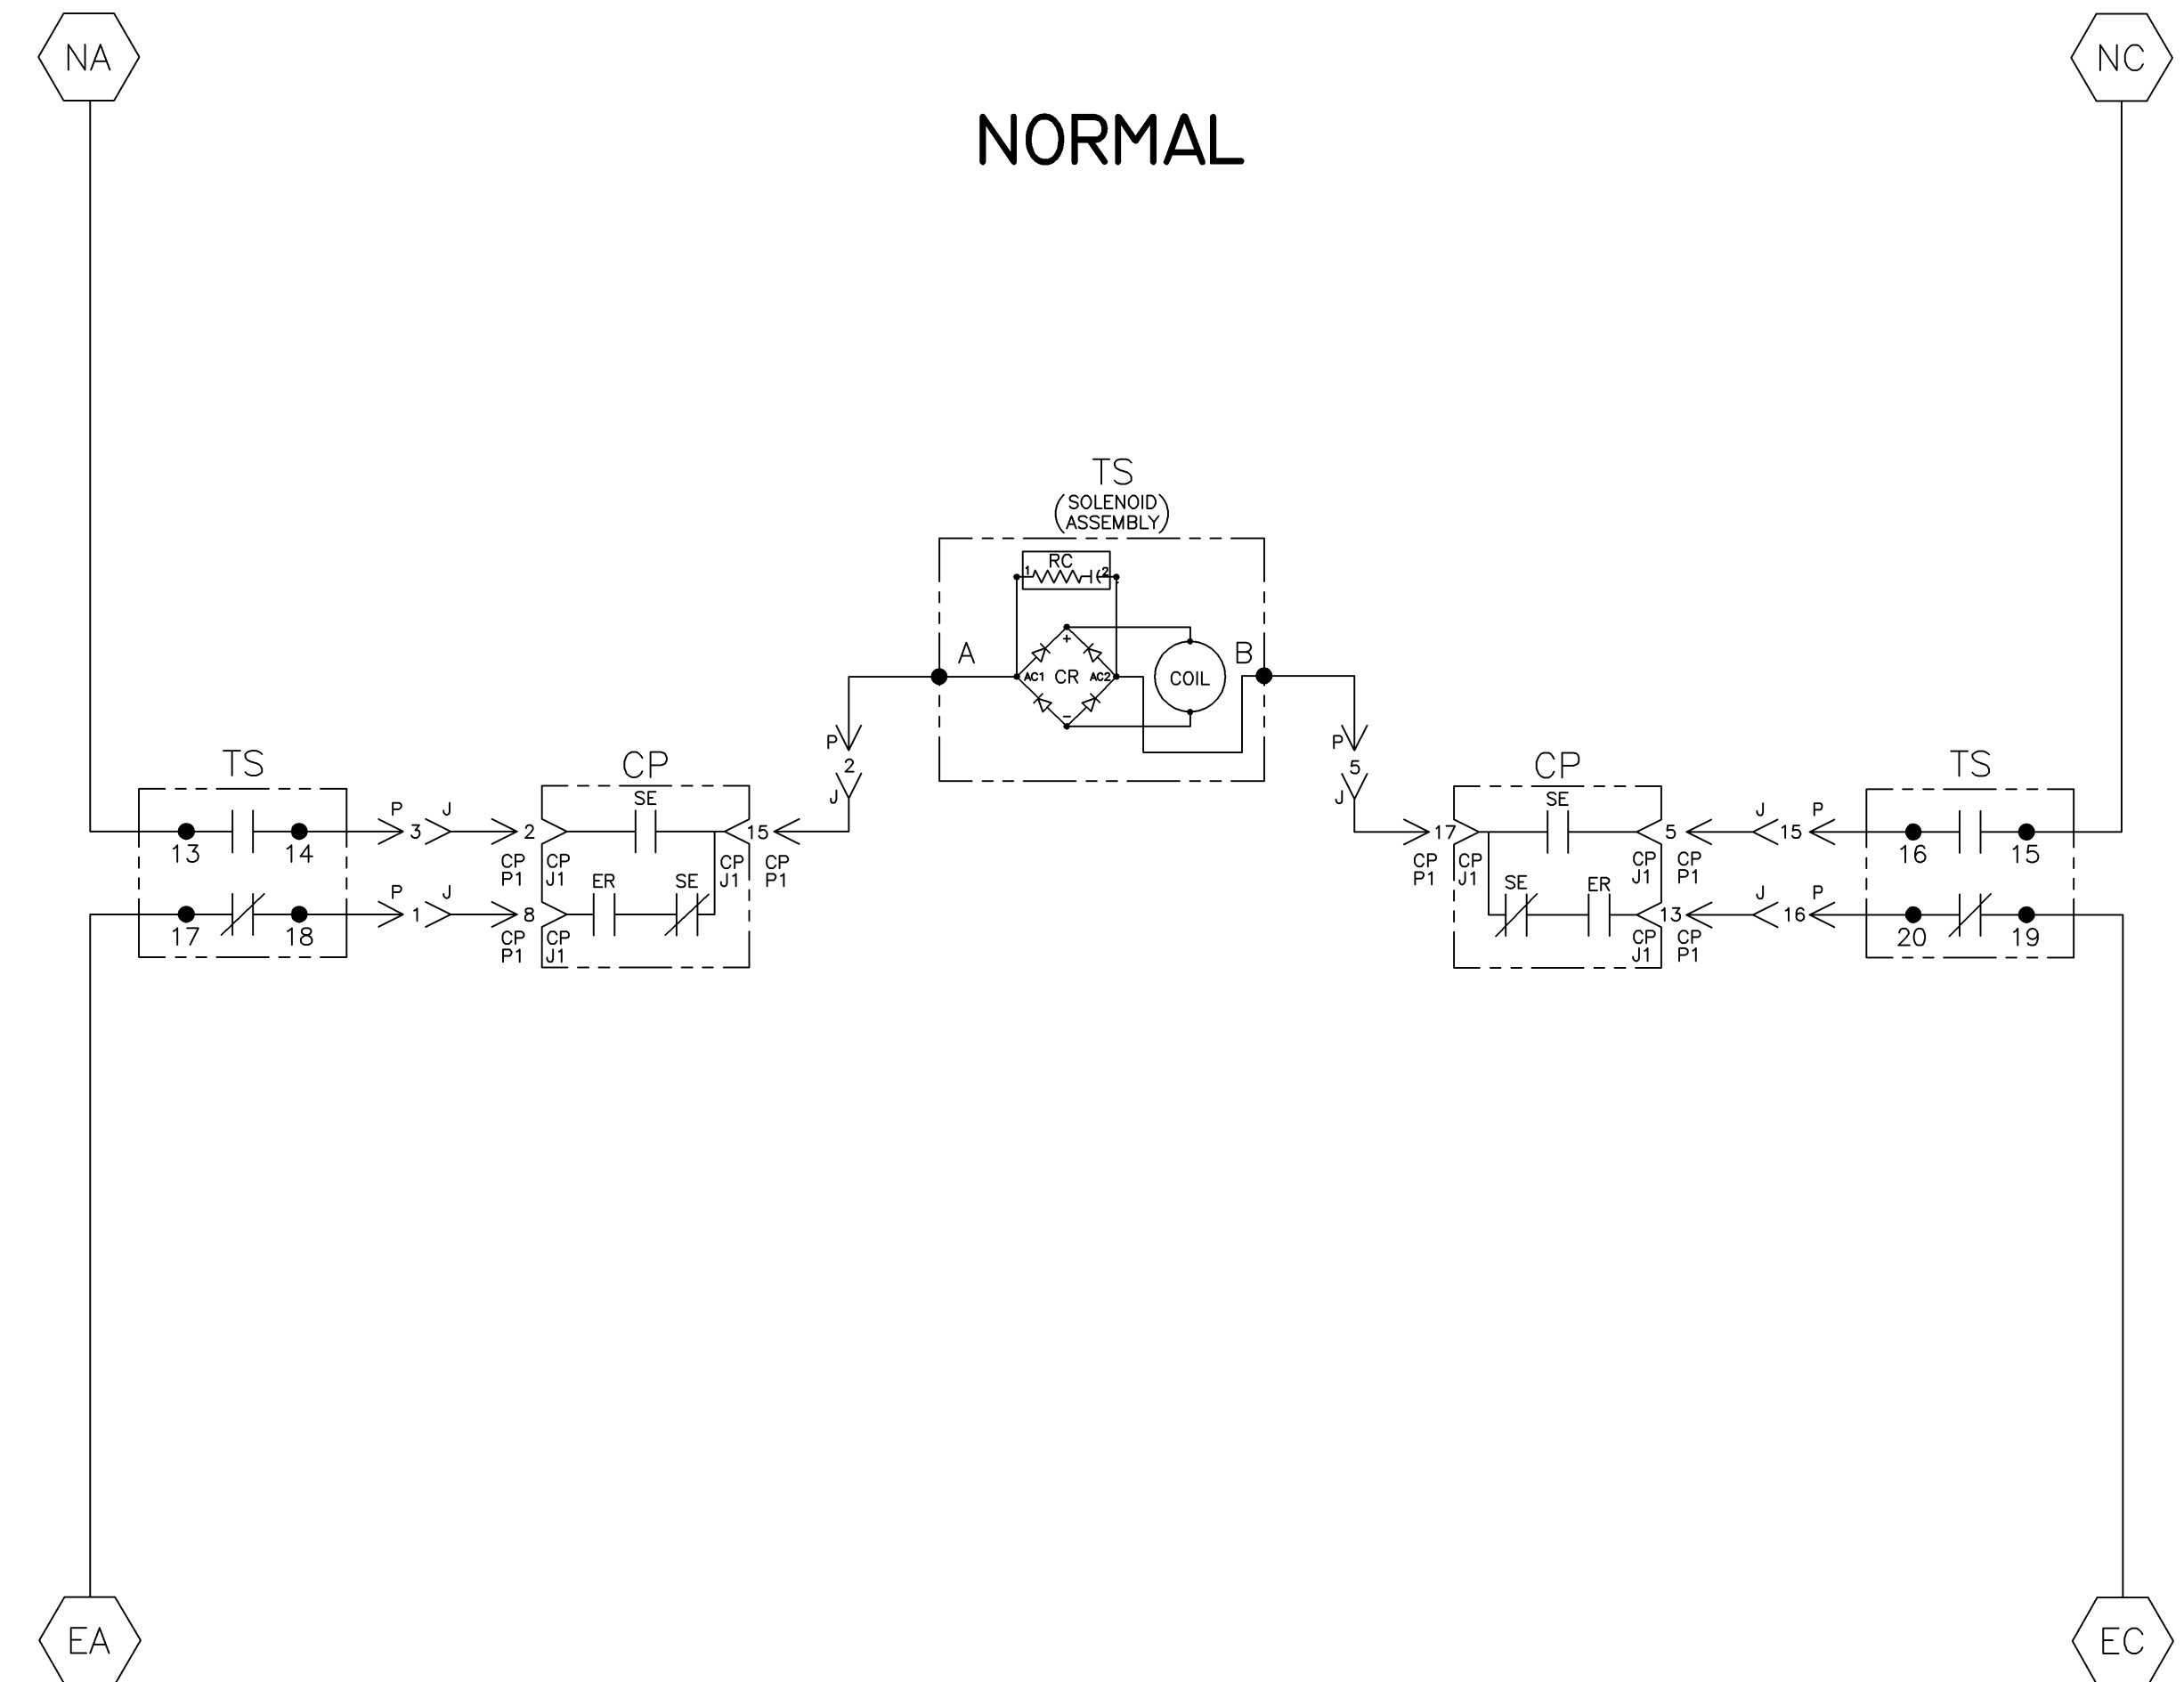 NA
NC
NORMAL
TS
(SOLENOID
ASSEMBLY)
RC
1
2
+
A
B
AC1
CR
AC2
COIL
−
P
2
J
P
5
J
TS
CP
CP
TS
SE
SE
P
J
J
P
3
2
15
17
5
15
13
14
16
15
CP
P1
CP
J1
CP
J1
CP
P1
CP
P1
CP
J1
CP
J1
CP
P1
ER
SE
SE
ER
P
J
J
P
1
8
13
16
17
18
20
19
CP
P1
CP
J1
CP
J1
CP
P1
EA
EC